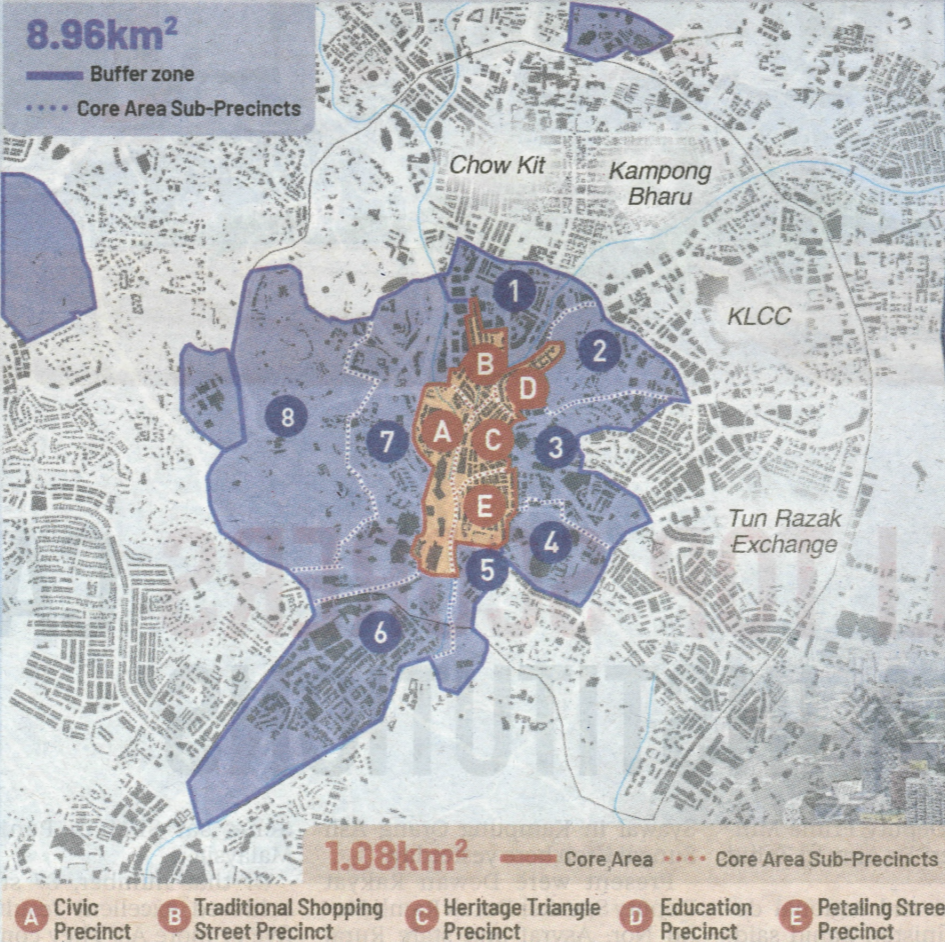 8.96km²
Buffer zone
Core Area Sub-Precincts
Chow Kit
Kampong
Bharu
KLCC
Tun Razak
Exchange
1
2
3
4
5
6
7
8
A
B
C
D
E
1.08km²
Core Area
Core Area Sub-Precincts
A Civic
Precinct
B Traditional Shopping
Street Precinct
C Heritage Triangle
Precinct
D Education
Precinct
E Petaling Stree
Precinct